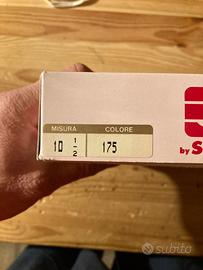 MISURA COLORE
10 1/2 175
by S
subito